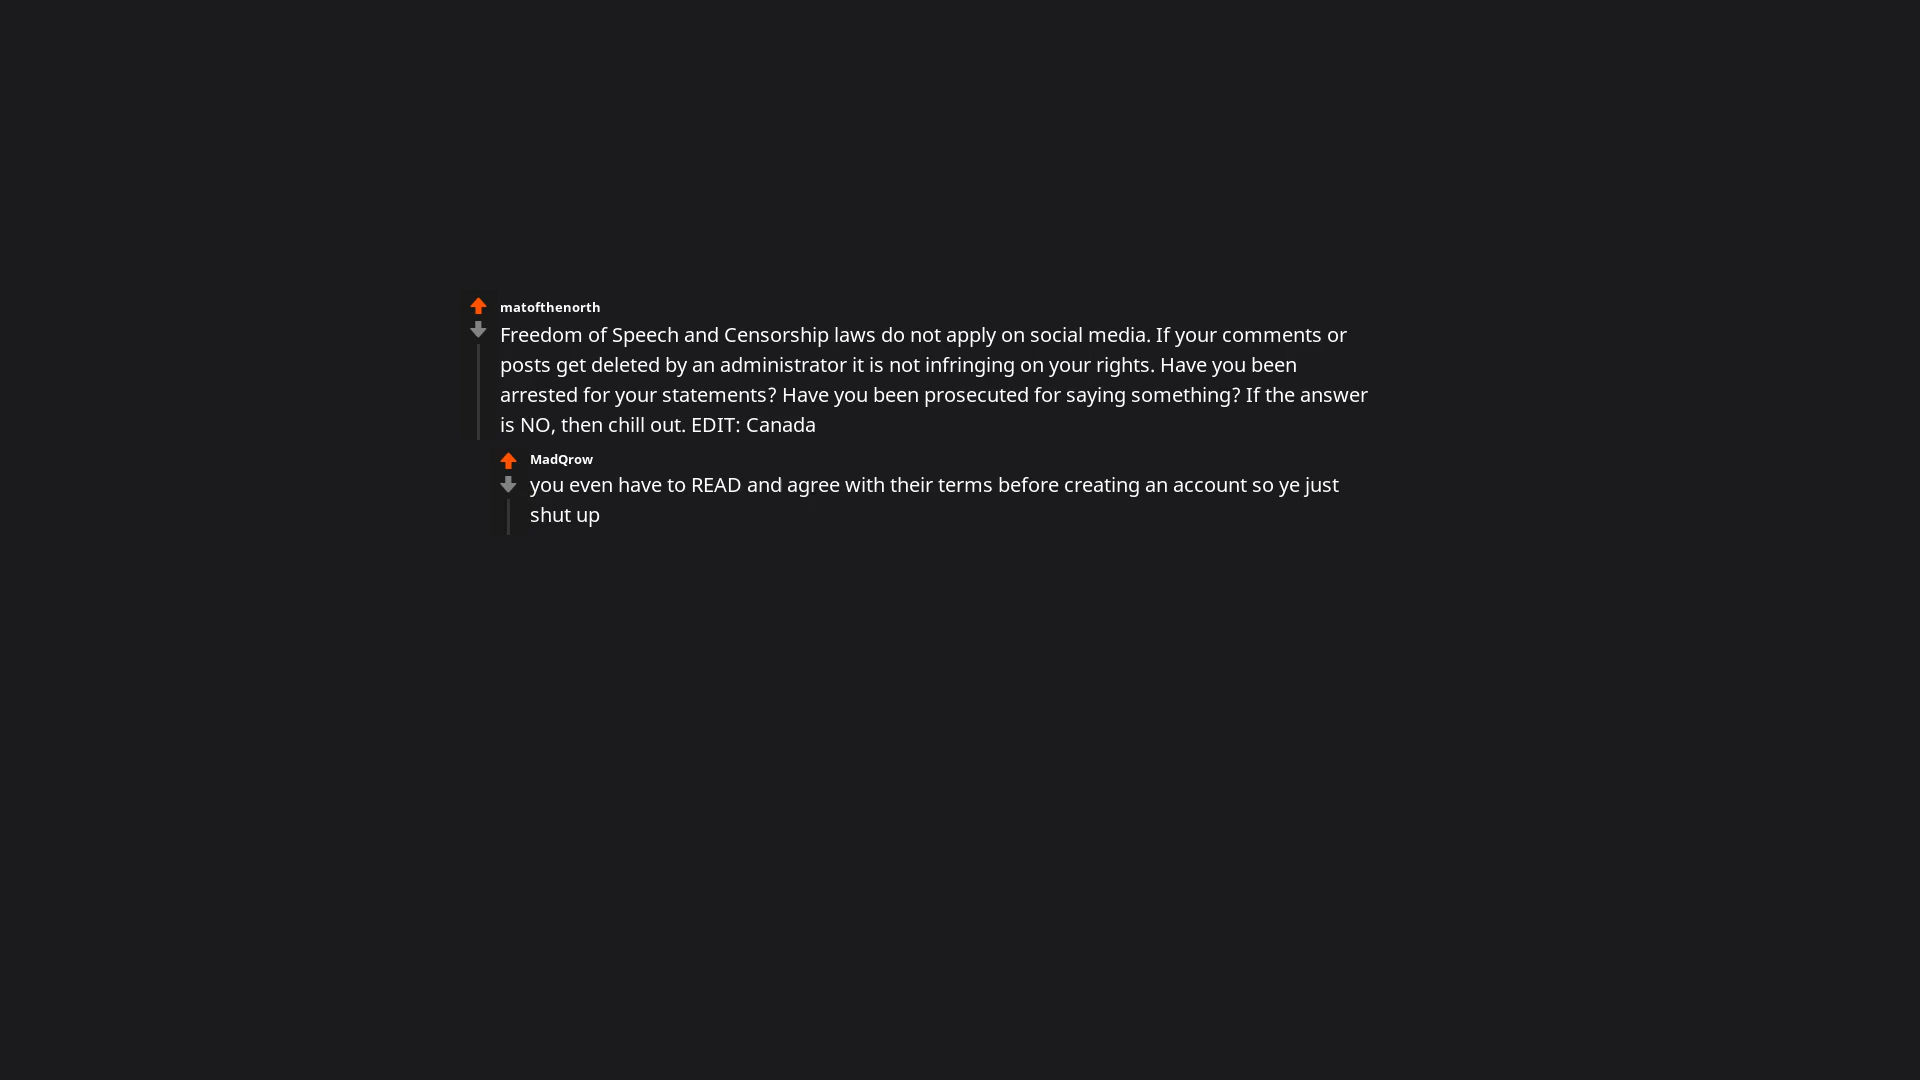 matofthenorth
Freedom of Speech and Censorship laws do not apply on social media. If your comments or
posts get deleted by an administrator it is not infringing on your rights. Have you been
arrested for your statements? Have you been prosecuted for saying something? If the answer
is NO, then chill out. EDIT: Canada
MadQrow
you even have to READ and agree with their terms before creating an account so ye just
shut up